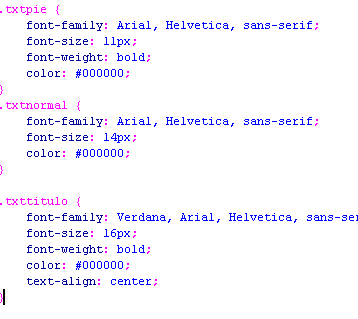 .txtpie {
font-family: Arial, Helvetica, sans-serif;
font-size: 11px;
font-weight: bold;
color: #000000;
}
.txtnormal {
font-family: Arial, Helvetica, sans-serif;
font-size: 14px;
color: #000000;
}
.txttitulo {
font-family: Verdana, Arial, Helvetica, sans-se
font-size: 16px;
font-weight: bold;
color: #000000;
text-align: center;
}